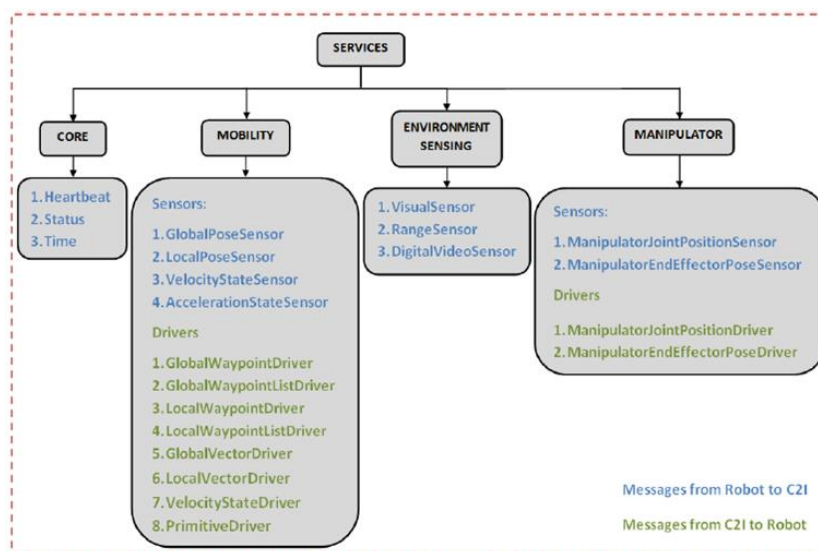 SERVICES
CORE
MOBILITY
ENVIRONMENT
SENSING
MANIPULATOR
1.Heartbeat
2.Status
3.Time
Sensors:
1.GlobalPoseSensor
2.LocalPoseSensor
3.VelocityStateSensor
4.AccelerationStateSensor
Drivers
1.GlobalWaypointDriver
2.GlobalWaypointListDriver
3.LocalWaypointDriver
4.LocalWaypointListDriver
5.GlobalVectorDriver
6.LocalVectorDriver
7.VelocityStateDriver
8.PrimitiveDriver
1.VisualSensor
2.RangeSensor
3.DigitalVideoSensor
Sensors:
1.ManipulatorJointPositionSensor
2.ManipulatorEndEffectorPoseSensor
Drivers
1.ManipulatorJointPositionDriver
2.ManipulatorEndEffectorPoseDriver
Messages from Robot to C2I
Messages from C2I to Robot